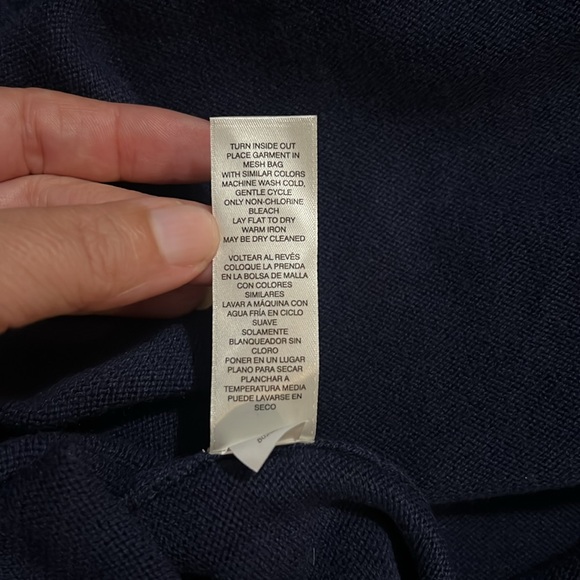 TURN INSIDE OUT
PLACE GARMENT IN
MESH BAG
WITH SIMILAR COLORS
MACHINE WASH COLD,
GENTLE CYCLE
ONLY NON-CHLORINE
BLEACH
LAY FLAT TO DRY
WARM IRON
MAY BE DRY CLEANED
VOLTEAR AL REVÉS
COLOQUE LA PRENDA
EN LA BOLSA DE MALLA
CON COLORES
SIMILARES
LAVAR A MÁQUINA CON
AGUA FRÍA EN CICLO
SUAVE
SOLAMENTE
BLANQUEADOR SIN
CLORO
PONER EN UN LUGAR
PLANO PARA SECAR
PLANCHAR A
TEMPERATURA MEDIA
PUEDE LAVARSE EN
SECO